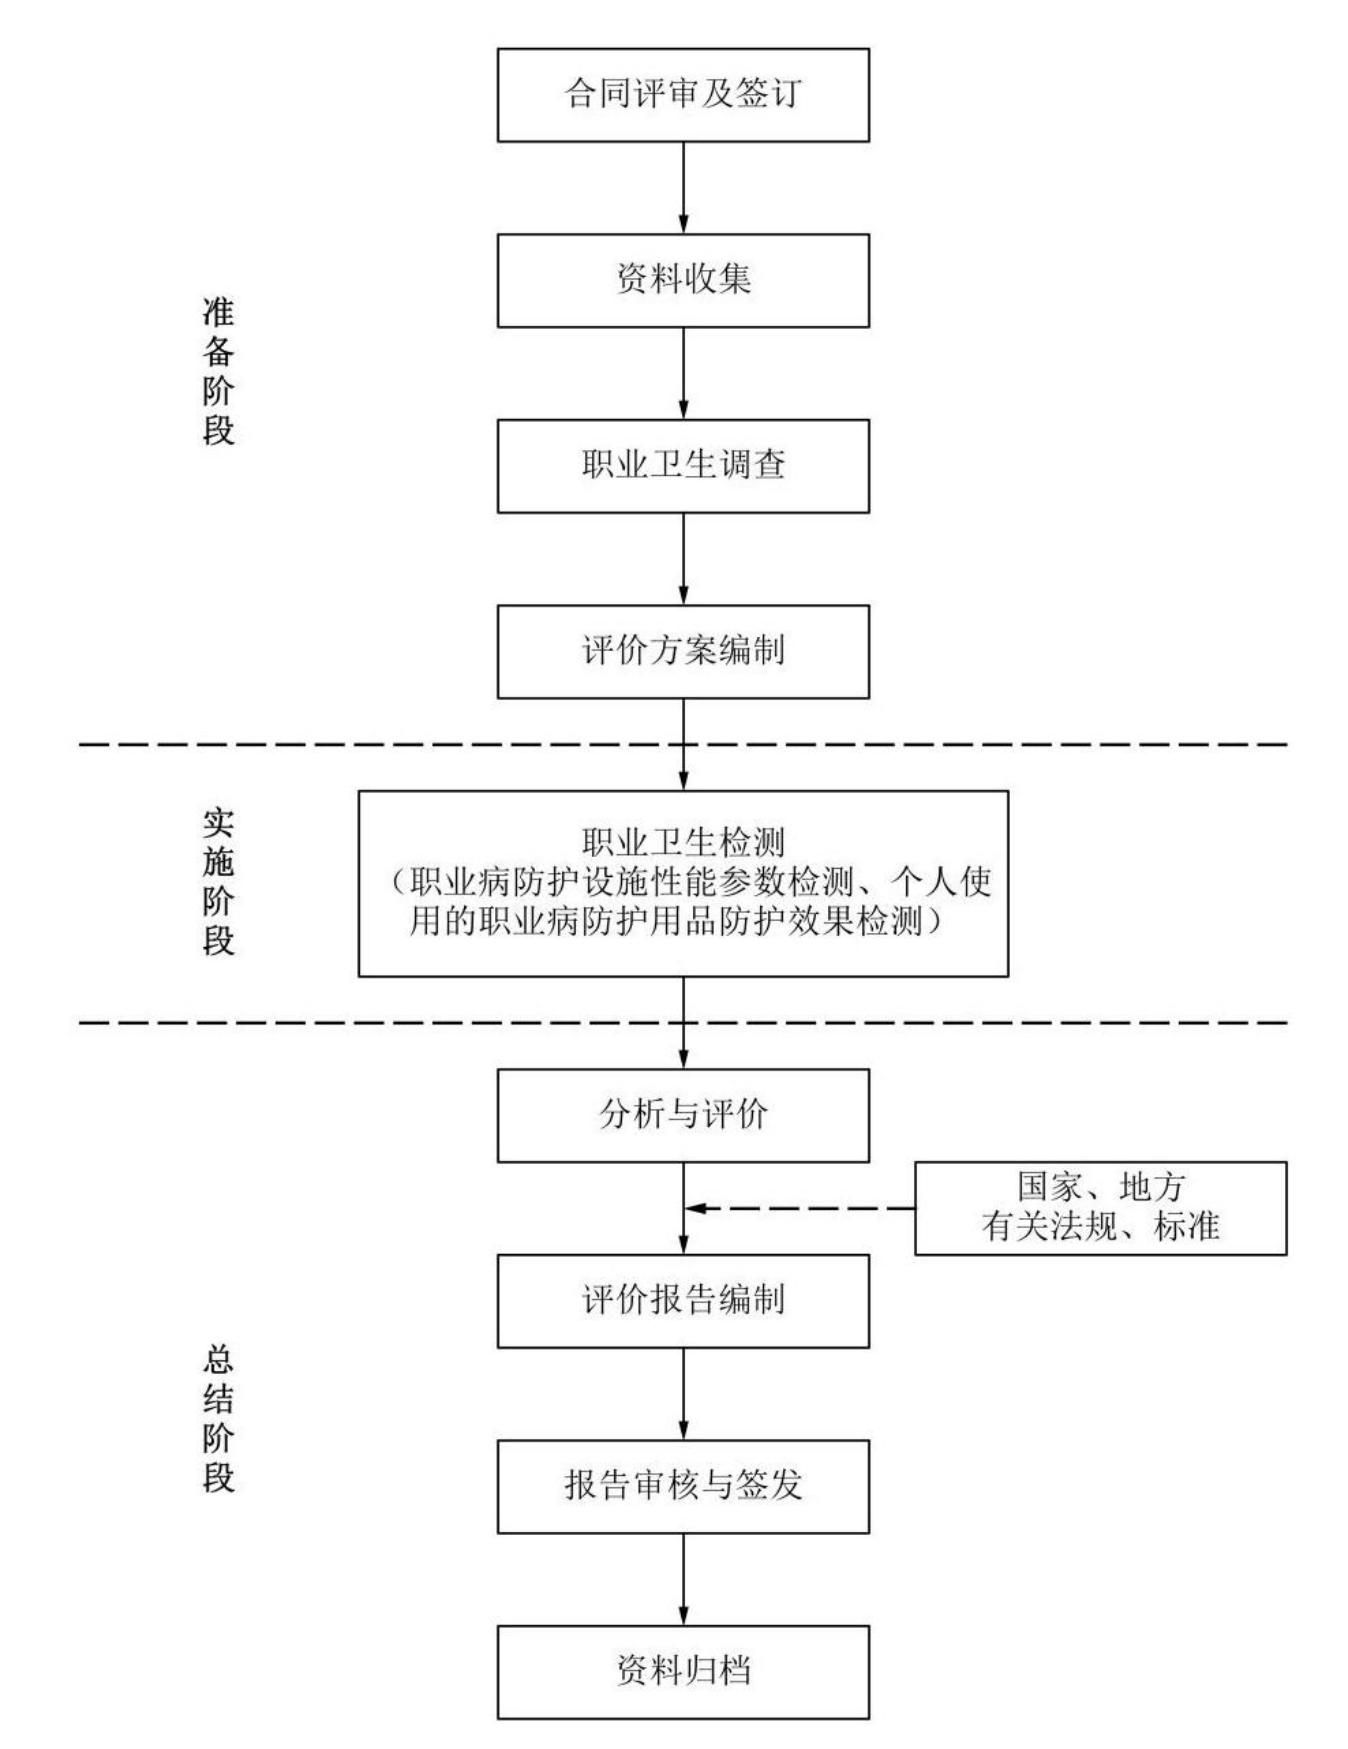 合同评审及签订
资料收集
准备阶段
职业卫生调查
评价方案编制
实施阶段
职业卫生检测
（职业病防护设施性能参数检测、个人使
用的职业病防护用品防护效果检测）
分析与评价
国家、地方
有关法规、标准
评价报告编制
总结阶段
报告审核与签发
资料归档